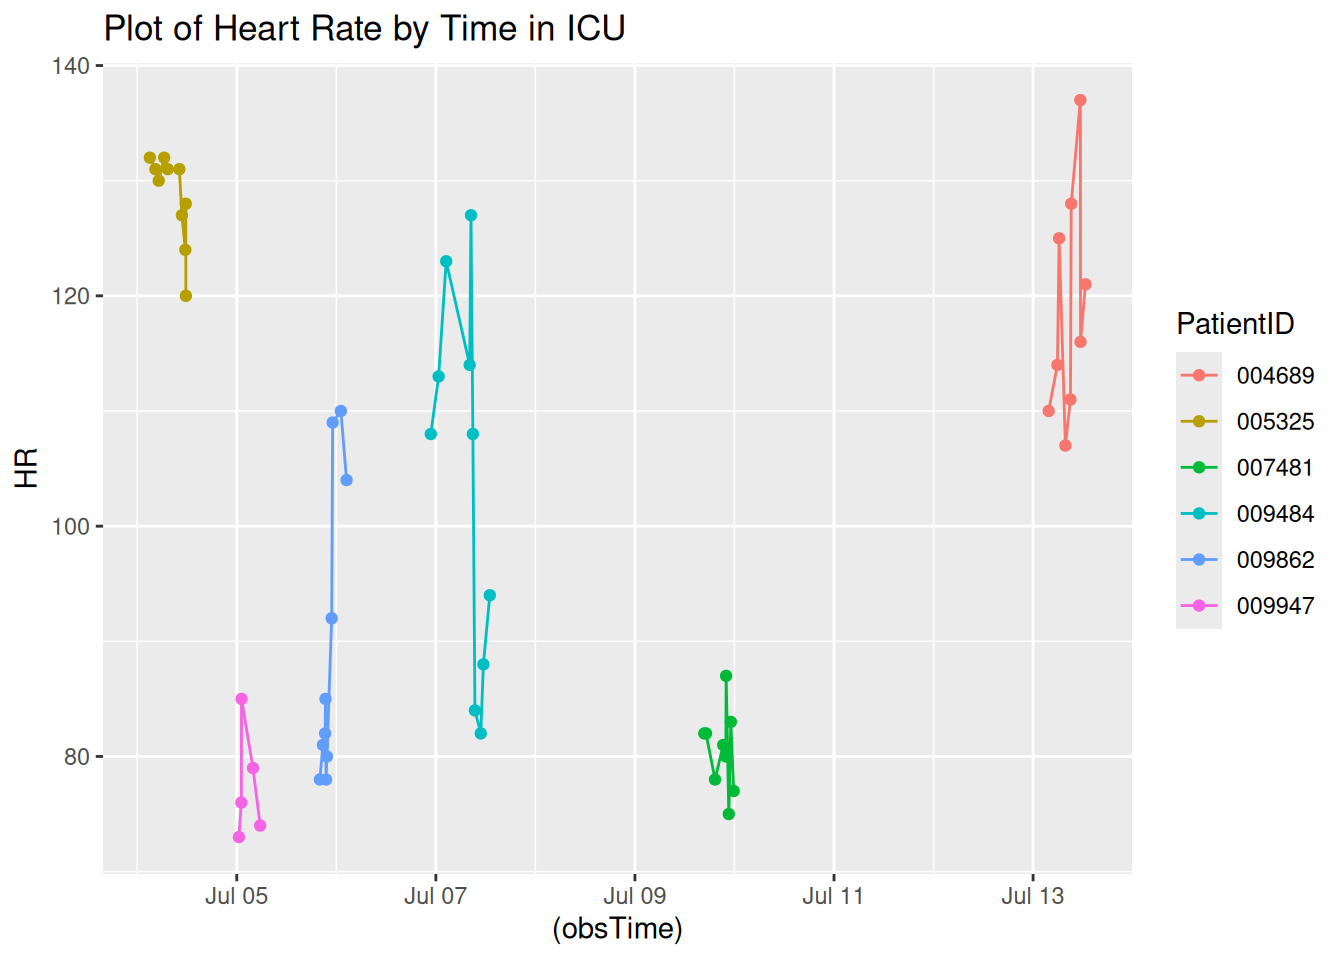 Plot of Heart Rate by Time in ICU
140
120
100
80
HR
Jul 05 Jul 07 Jul 09 Jul 11 Jul 13
(obsTime)
PatientID
004689
005325
007481
009484
009862
009947